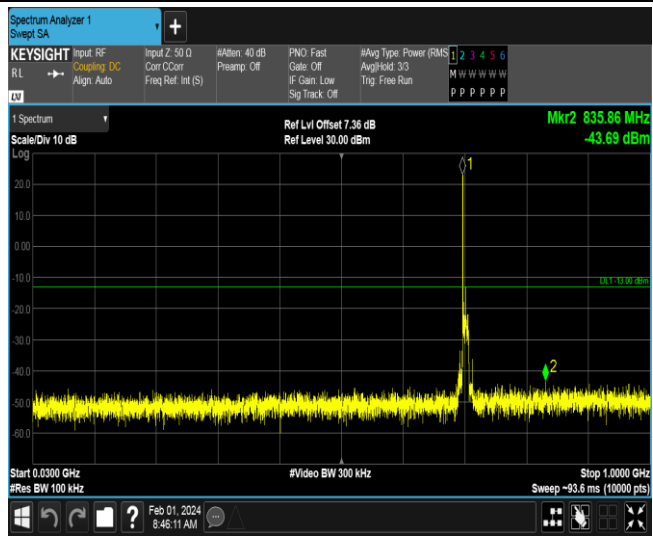 Spectrum Analyzer 1
Swept SA
+
KEYSIGHT
RL
LXI
Input: RF
Coupling: DC
Align: Auto
Input Z: 50 Ω
Corr CCorr
Freq Ref: Int (S)
#Atten: 40 dB
Preamp: Off
PNO: Fast
Gate: Off
IF Gain: Low
Sig Track: Off
#Avg Type: Power (RMS
Avg|Hold: 3/3
Trig: Free Run
1 2 3 4 5 6
M W W W W W
P P P P P P
1 Spectrum
Scale/Div 10 dB
Ref Lvl Offset 7.36 dB
Ref Level 30.00 dBm
Mkr2 835.86 MHz
-43.69 dBm
Log
1
20.0
10.0
0.00
-10.0
DL1 -13.00 dBm
-20.0
-30.0
-40.0
2
-50.0
-60.0
Start 0.0300 GHz
#Video BW 300 kHz
Stop 1.0000 GHz
#Res BW 100 kHz
Sweep ~93.6 ms (10000 pts)
?
Feb 01, 2024
8:46:11 AM